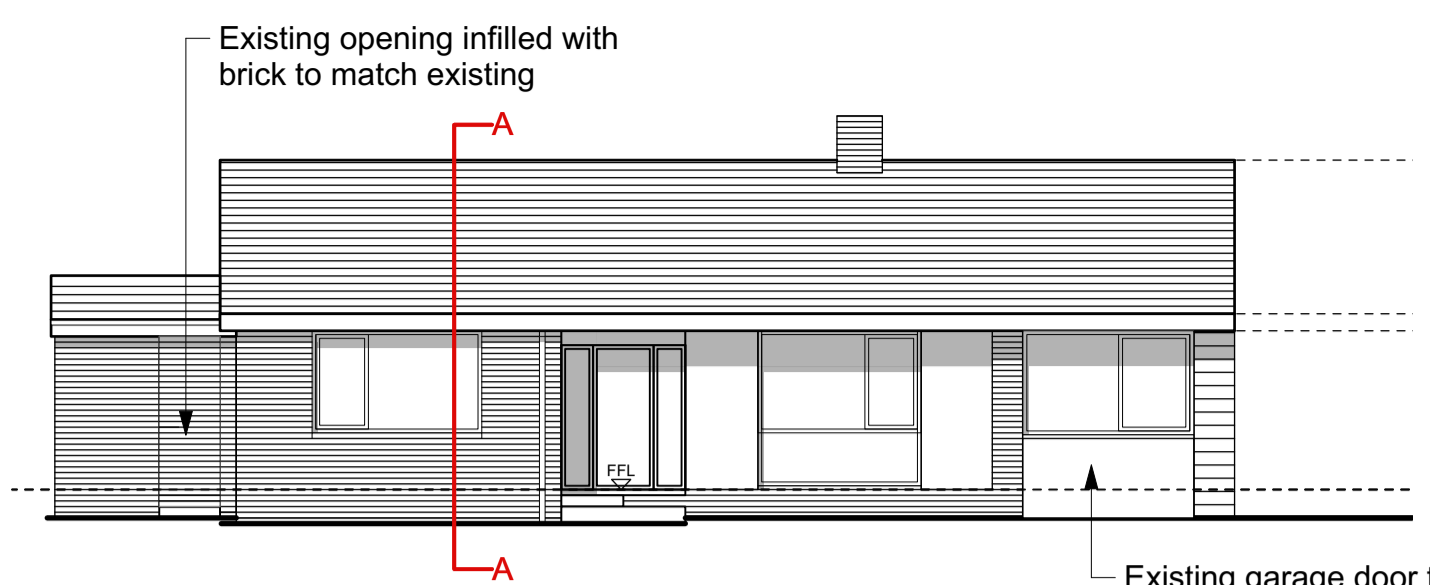 Existing opening infilled with
brick to match existing
A
FFL
A
Existing garage door